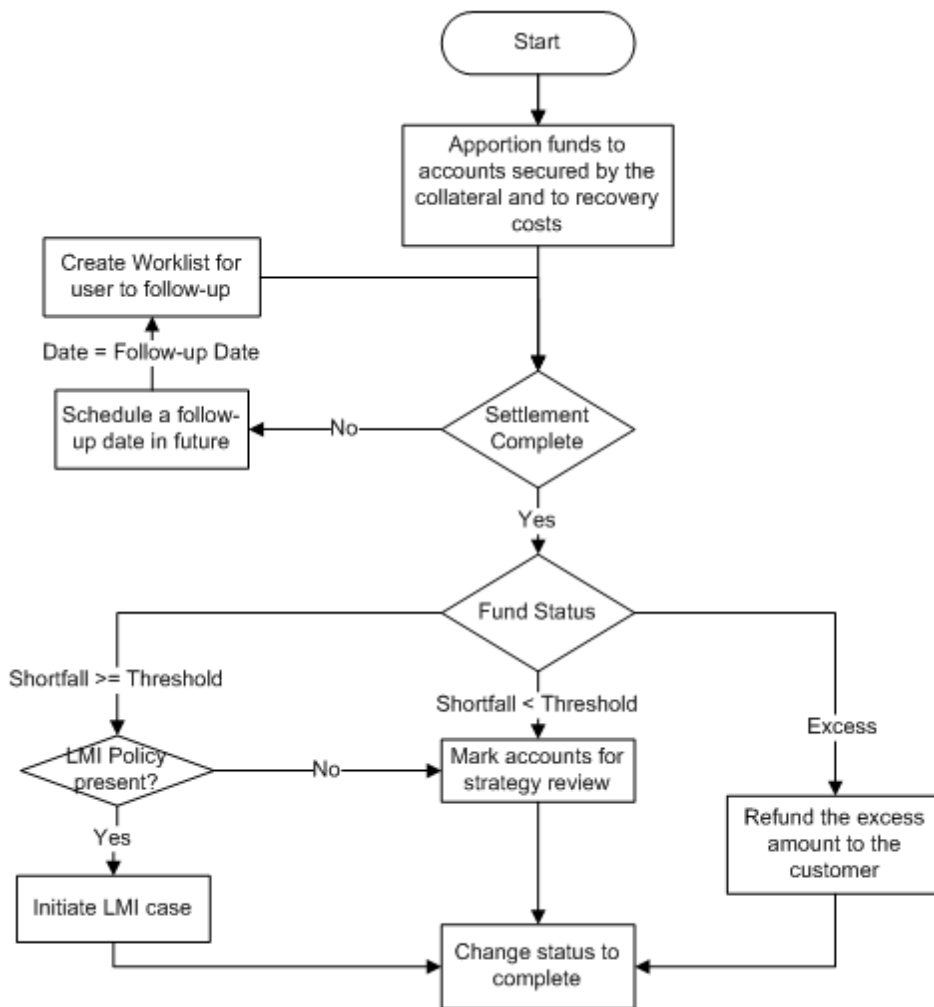 Start
Apportion funds to
accounts secured by the
collateral and to recovery
costs
Create Worklist for
user to follow-up
Date = Follow-up Date
Schedule a follow-
up date in future
No
Settlement
Complete
Yes
Fund Status
Shortfall >= Threshold
Shortfall < Threshold
Excess
LMI Policy
present?
No
Mark accounts for
strategy review
Yes
Refund the excess
amount to the
customer
Initiate LMI case
Change status to
complete